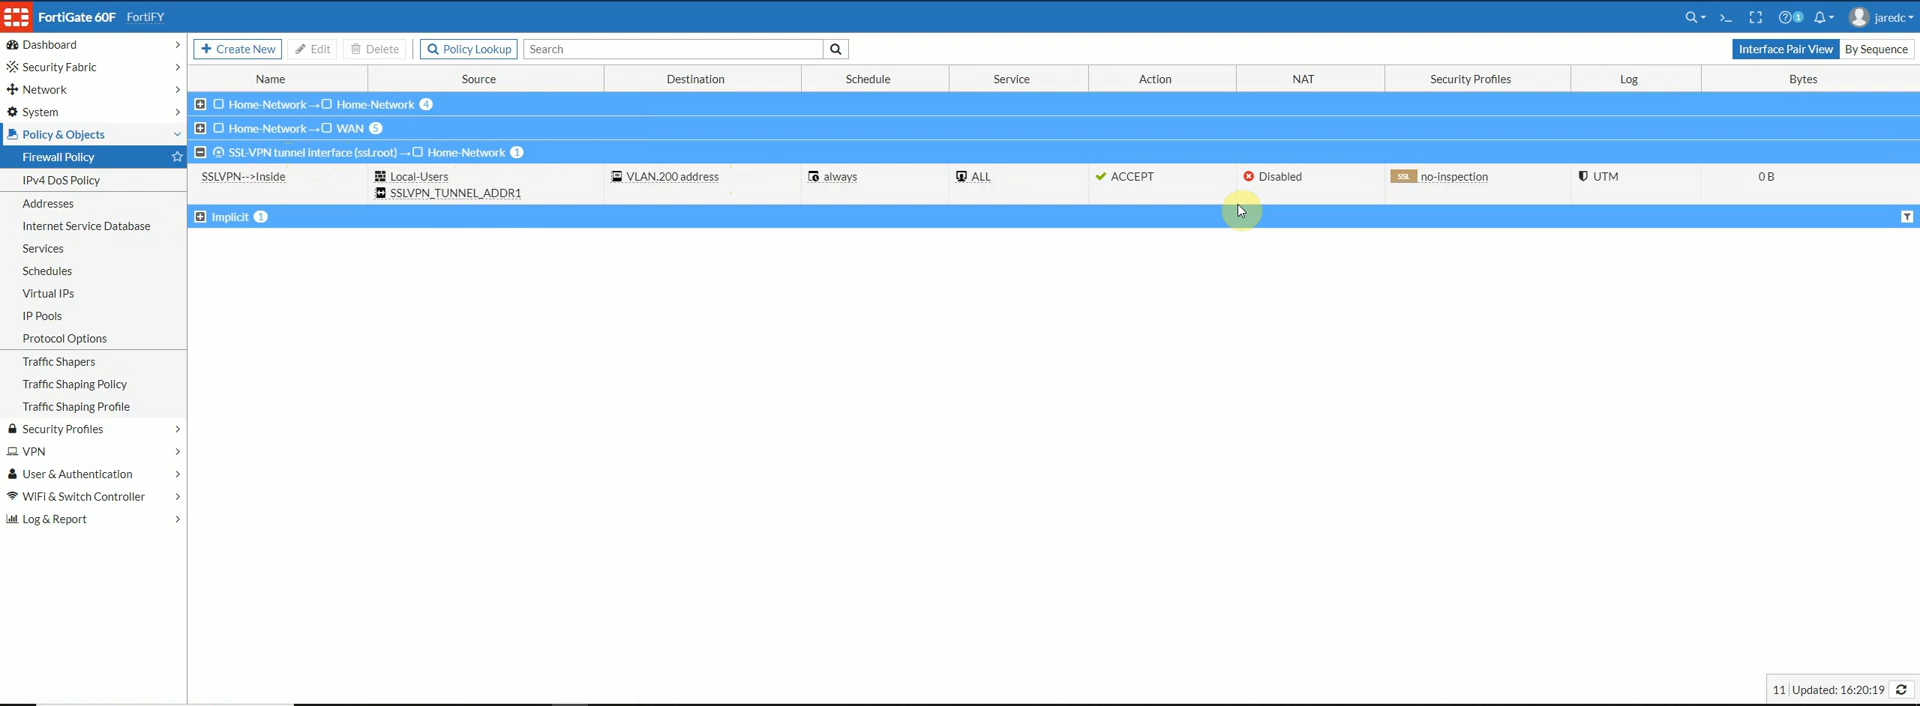 FortiGate 60F FortiFY
1 jaredc
Dashboard
Security Fabric
Network
System
Policy & Objects
Firewall Policy
IPv4 DoS Policy
Addresses
Internet Service Database
Services
Schedules
Virtual IPs
IP Pools
Protocol Options
Traffic Shapers
Traffic Shaping Policy
Traffic Shaping Profile
Security Profiles
VPN
User & Authentication
WiFi & Switch Controller
Log & Report
+ Create New Edit Delete Policy Lookup Search Interface Pair View By Sequence
Name Source Destination Schedule Service Action NAT Security Profiles Log Bytes
Home-Network → Home-Network 4
Home-Network → WAN 5
SSL-VPN tunnel interface (ssl.root) → Home-Network 1
SSLVPN-->Inside Local-Users VLAN.200 address always ALL ACCEPT Disabled SSL no-inspection UTM 0 B
SSLVPN_TUNNEL_ADDR1
Implicit 1
11 Updated: 16:20:19